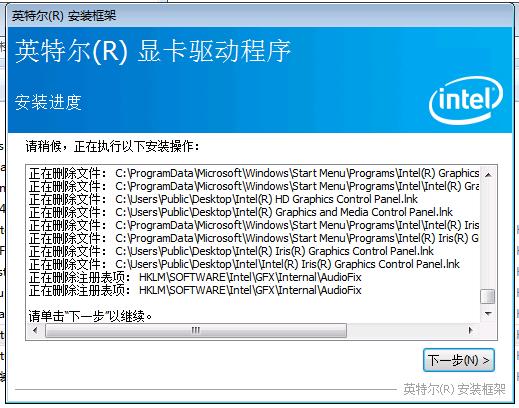 英特尔(R) 安装框架
英特尔(R) 显卡驱动程序
安装进度
intel
请稍候，正在执行以下安装操作：
正在删除文件： C:\ProgramData\Microsoft\Windows\Start Menu\Programs\Intel(R) Graphics
正在删除文件： C:\ProgramData\Microsoft\Windows\Start Menu\Programs\Intel\Intel(R) Gra
正在删除文件： C:\Users\Public\Desktop\Intel(R) HD Graphics Control Panel.lnk
正在删除文件： C:\Users\Public\Desktop\Intel(R) Graphics and Media Control Panel.lnk
正在删除文件： C:\ProgramData\Microsoft\Windows\Start Menu\Programs\Intel\Intel(R) Iris
正在删除文件： C:\ProgramData\Microsoft\Windows\Start Menu\Programs\Intel(R) Iris(R) G
正在删除文件： C:\Users\Public\Desktop\Intel(R) Iris(R) Graphics Control Panel.lnk
正在删除文件： C:\Users\Public\Desktop\Intel\Intel(R) Iris(R) Graphics Control Panel.lnk
正在删除注册表项： HKLM\SOFTWARE\Intel\GFX\Internal\AudioFix
正在删除注册表项： HKLM\SOFTWARE\Intel\GFX\Internal\AudioFix
请单击“下一步”以继续。
下一步(N) >
英特尔(R) 安装框架